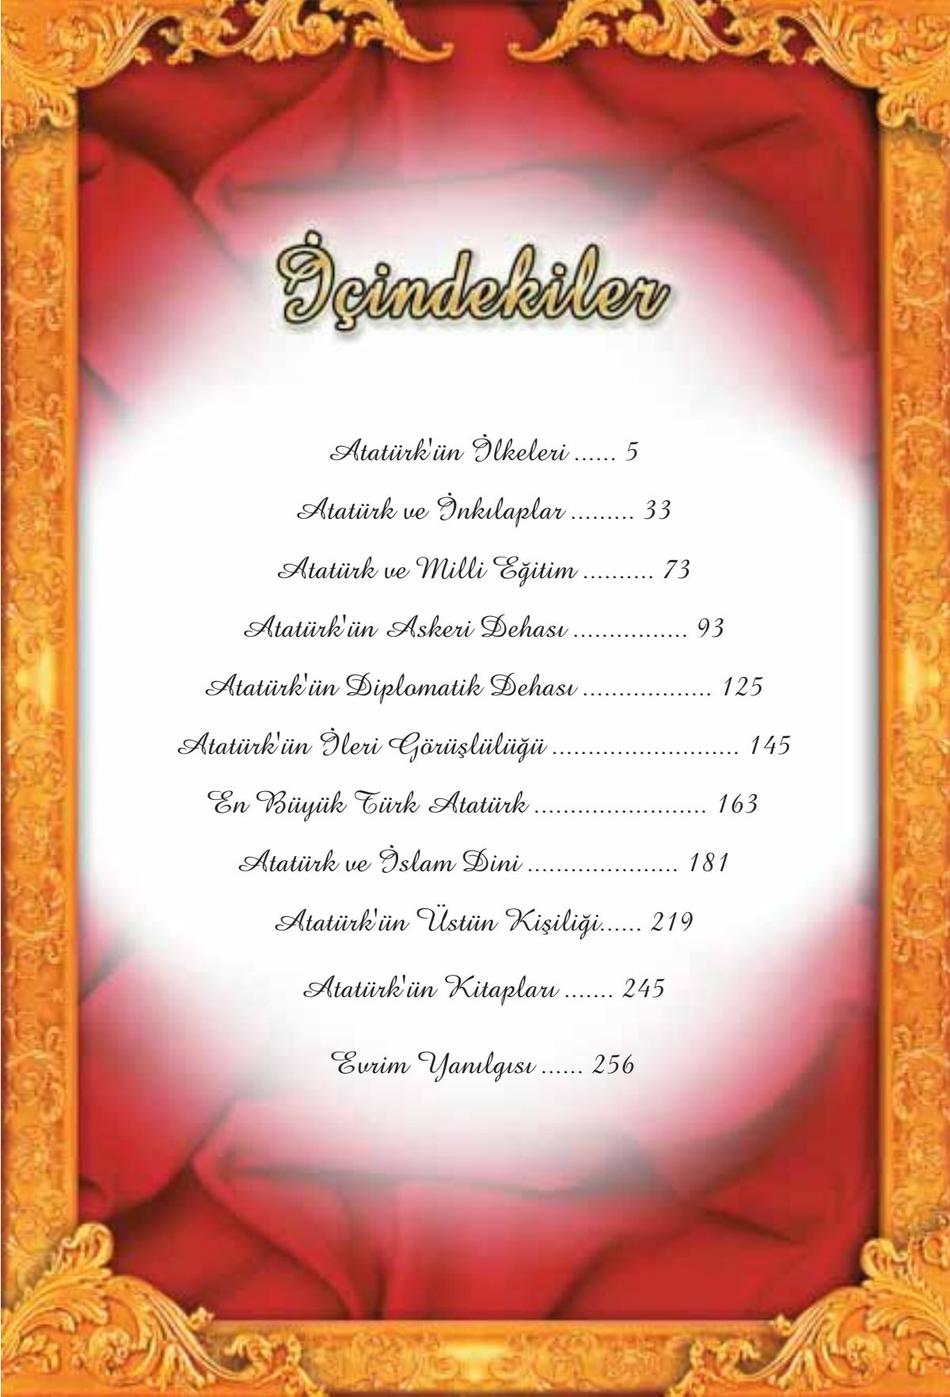 İçindekiler
Atatürk'ün İlkeleri ...... 5
Atatürk ve İnkılaplar ......... 33
Atatürk ve Milli Eğitim .......... 73
Atatürk'ün Askeri Dehası ................ 93
Atatürk'ün Diplomatik Dehası .................. 125
Atatürk'ün İleri Görüşlülüğü .......................... 145
En Büyük Türk Atatürk ........................ 163
Atatürk ve İslam Dini ..................... 181
Atatürk'ün Üstün Kişiliği...... 219
Atatürk'ün Kitapları ....... 245
Evrim Yanılgısı ...... 256